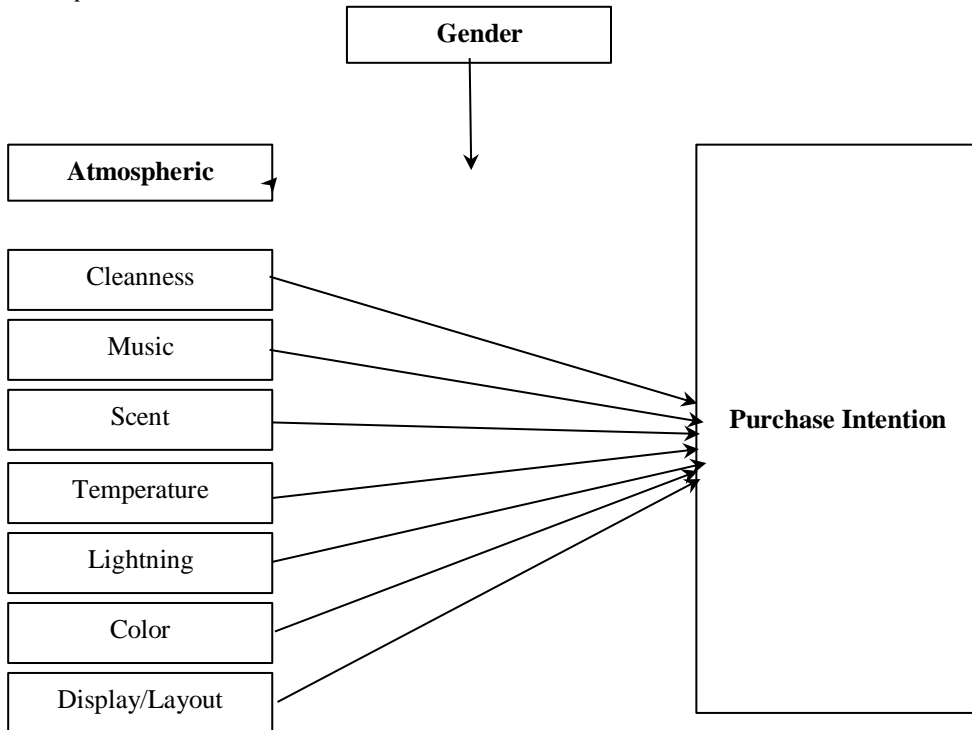 Gender
Atmospheric
Cleanness
Music
Scent
Temperature
Lightning
Color
Display/Layout
Purchase Intention